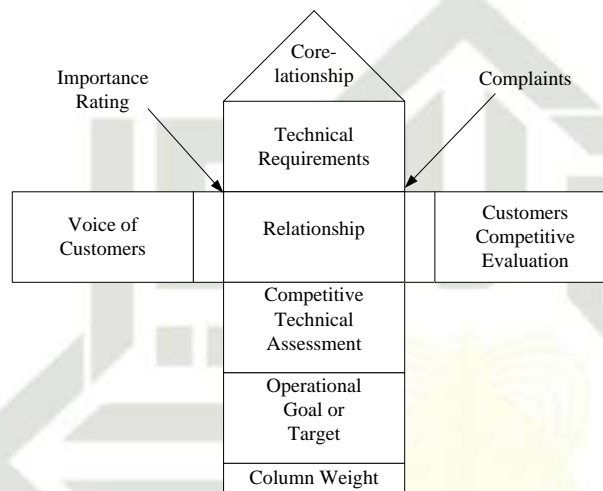 Core-
lationship
Importance
Rating
Complaints
Technical
Requirements
Voice of
Customers
Relationship
Customers
Competitive
Evaluation
Competitive
Technical
Assessment
Operational
Goal or
Target
Column Weight